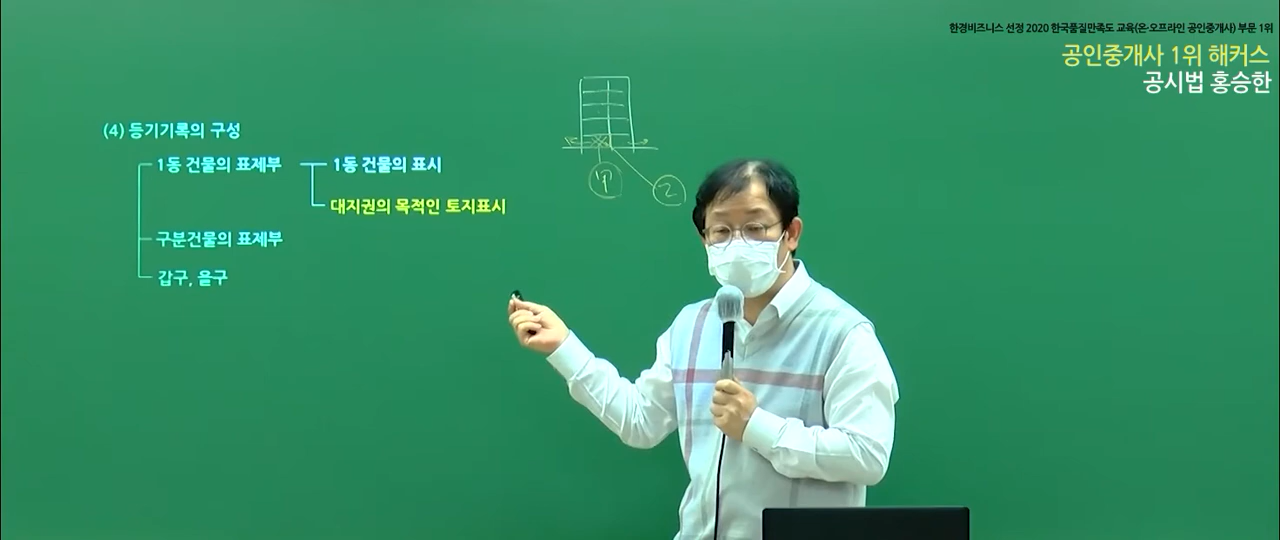 한경비즈니스 선정 2020 한국품질만족도 교육(온·오프라인 공인중개사) 부문 1위
공인중개사 1위 해커스
공시법 홍승한
(4) 등기기록의 구성
1동 건물의 표제부
1동 건물의 표시
대지권의 목적인 토지표시
구분건물의 표제부
갑구, 을구